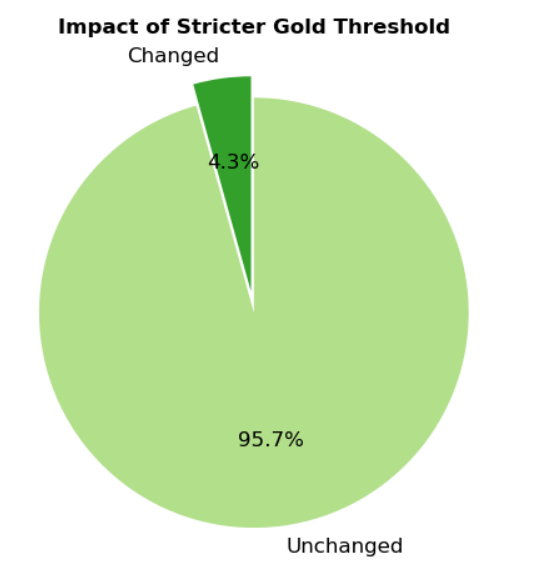 Impact of Stricter Gold Threshold
Changed
4.3%
95.7%
Unchanged